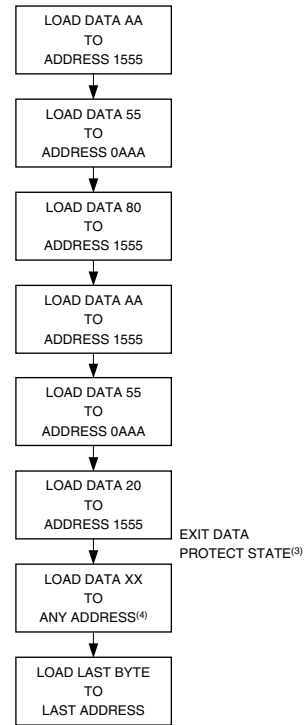 LOAD DATA AA
TO
ADDRESS 1555
LOAD DATA 55
TO
ADDRESS 0AAA
LOAD DATA 80
TO
ADDRESS 1555
LOAD DATA AA
TO
ADDRESS 1555
LOAD DATA 55
TO
ADDRESS 0AAA
LOAD DATA 20
TO
ADDRESS 1555
EXIT DATA
PROTECT STATE(3)
LOAD DATA XX
TO
ANY ADDRESS(4)
LOAD LAST BYTE
TO
LAST ADDRESS